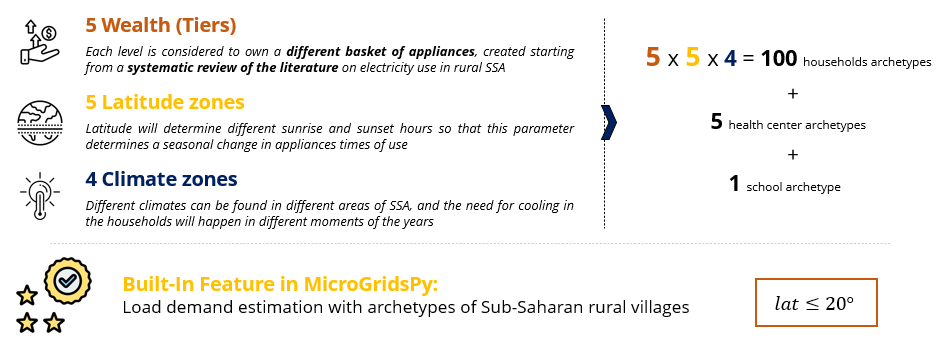 5 Wealth (Tiers)
Each level is considered to own a different basket of appliances, created starting
from a systematic review of the literature on electricity use in rural SSA
5 Latitude zones
Latitude will determine different sunrise and sunset hours so that this parameter
determines a seasonal change in appliances times of use
4 Climate zones
Different climates can be found in different areas of SSA, and the need for cooling in
the households will happen in different moments of the years
5 x 5 x 4 = 100 households archetypes
+
5 health center archetypes
+
1 school archetype
Built-In Feature in MicroGridsPy:
Load demand estimation with archetypes of Sub-Saharan rural villages
lat ≤ 20°